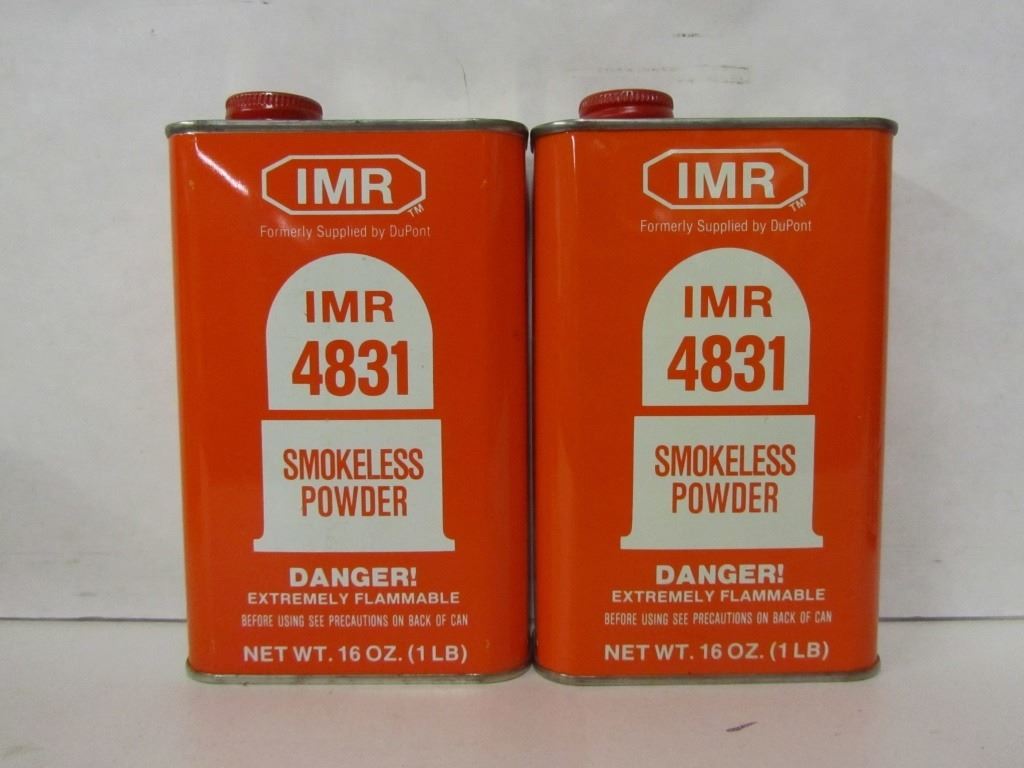 IMR
TM
Formerly Supplied by DuPont
IMR
4831
SMOKELESS
POWDER
DANGER!
EXTREMELY FLAMMABLE
BEFORE USING SEE PRECAUTIONS ON BACK OF CAN
NET WT. 16 OZ. (1 LB)
IMR
TM
Formerly Supplied by DuPont
IMR
4831
SMOKELESS
POWDER
DANGER!
EXTREMELY FLAMMABLE
BEFORE USING SEE PRECAUTIONS ON BACK OF CAN
NET WT. 16 OZ. (1 LB)